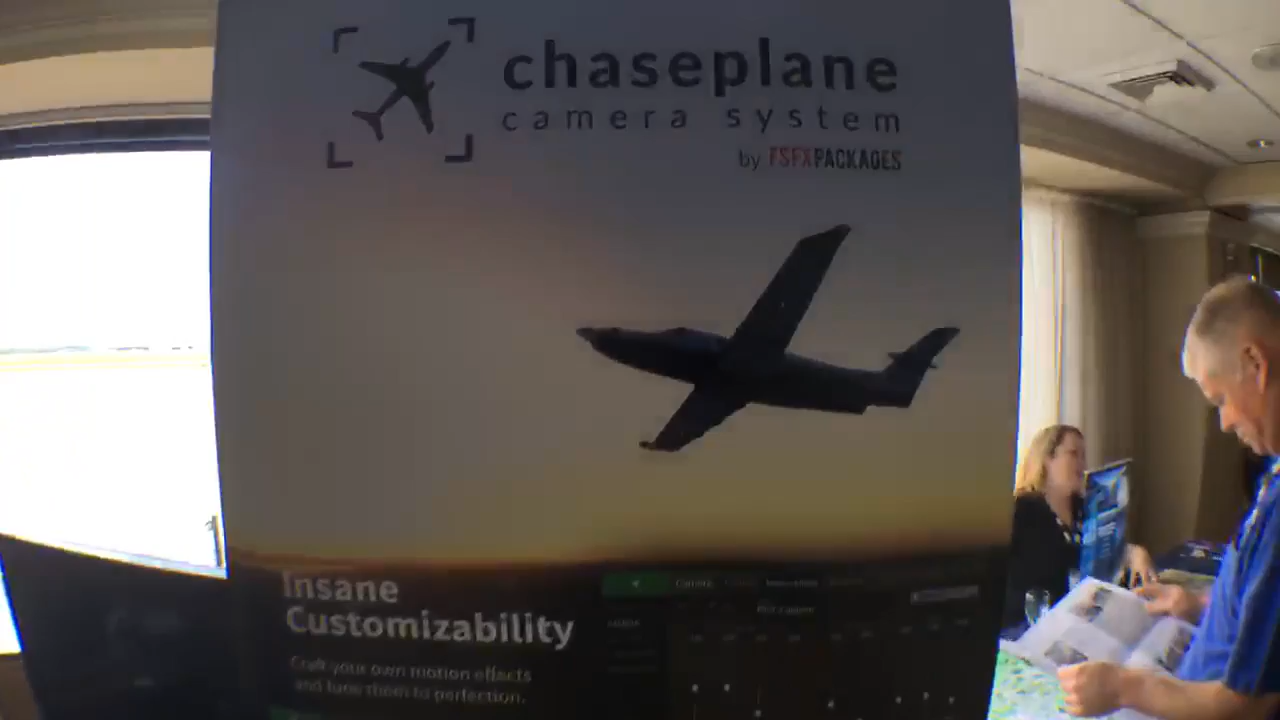 chaseplane
camera system
by FSFXPACKAGES
Insane
Customizability
Craft your own motion effects
and tune them to perfection.